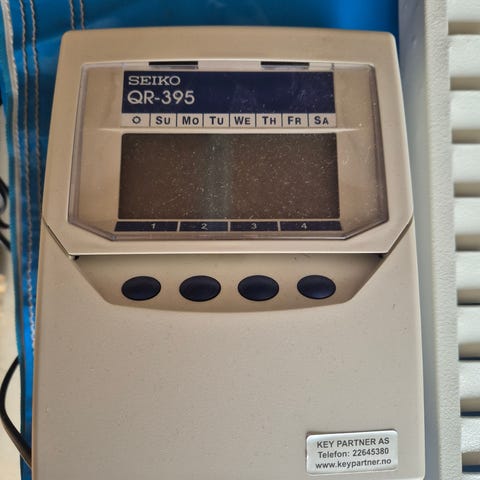 SEIKO
QR-395
SU MO TU WE TH FR SA
1 2 3 4
KEY PARTNER AS
Telefon: 22645380
www.keypartner.no